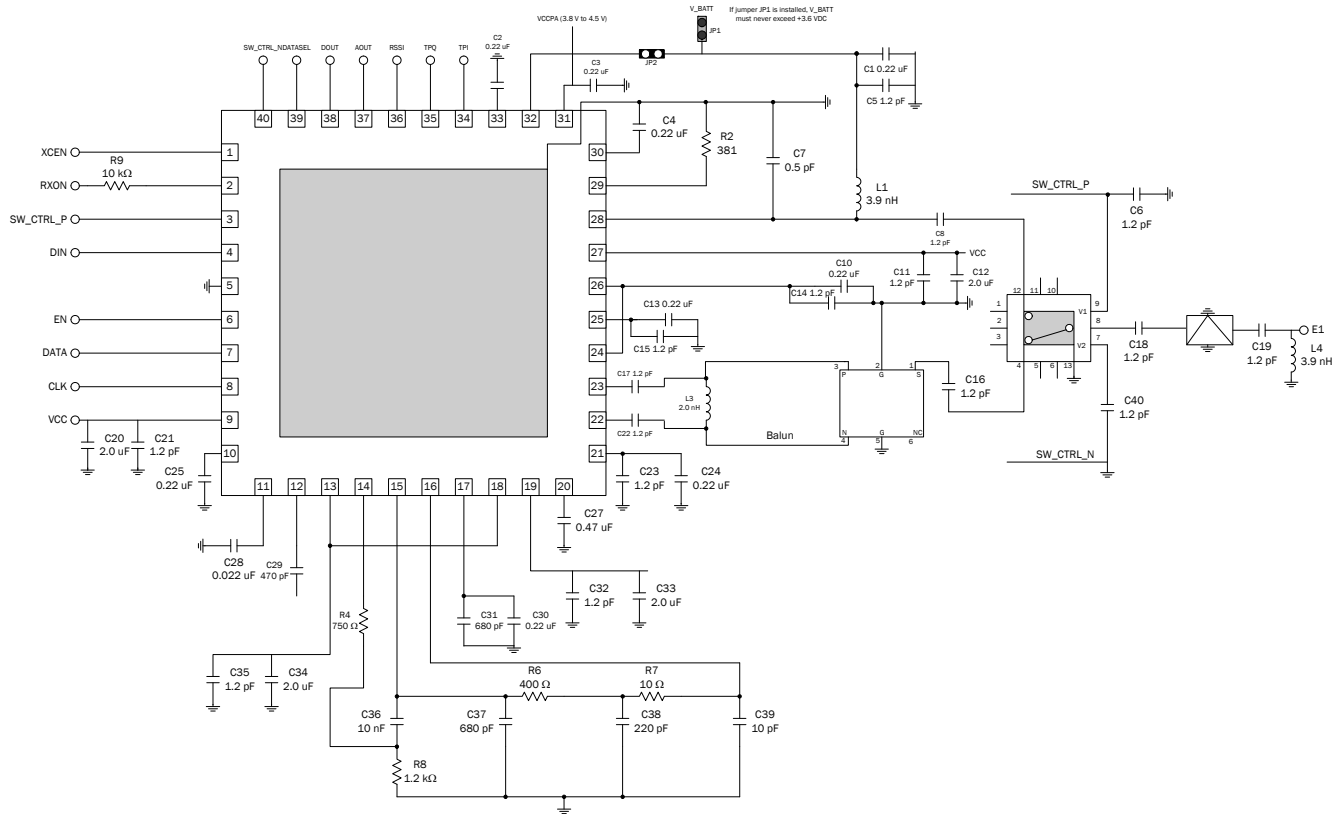 V_BATT
If jumper JP1 is installed, V_BATT
must never exceed +3.6 VDC
JP1
VCCPA (3.8 V to 4.5 V)
SW_CTRL_N
DATASEL
DOUT
AOUT
RSSI
TPQ
TPI
C2
0.22 uF
C3
0.22 uF
JP2
C1 0.22 uF
C5 1.2 pF
40
39
38
37
36
35
34
33
32
31
XCEN
1
R9
10 kΩ
RXON
2
SW_CTRL_P
3
DIN
4
5
EN
6
DATA
7
CLK
8
VCC
9
C20
2.0 uF
C21
1.2 pF
10
C25
0.22 uF
30
29
28
27
26
25
24
23
22
21
C4
0.22 uF
R2
381
C7
0.5 pF
L1
3.9 nH
C8
1.2 pF
VCC
C10
0.22 uF
C14 1.2 pF
C11
1.2 pF
C12
2.0 uF
C13 0.22 uF
C15 1.2 pF
C17 1.2 pF
L3
2.0 nH
C22 1.2 pF
Balun
3
2
1
P
G
S
N
G
NC
4
5
6
C16
1.2 pF
C23
1.2 pF
C24
0.22 uF
SW_CTRL_P
C6
1.2 pF
12
11
10
1
2
3
9
8
7
V1
V2
4
5
6
13
C18
1.2 pF
C19
1.2 pF
E1
L4
3.9 nH
C40
1.2 pF
SW_CTRL_N
11
12
13
14
15
16
17
18
19
20
C27
0.47 uF
C28
0.022 uF
C29
470 pF
R4
750 Ω
C31
680 pF
C30
0.22 uF
C32
1.2 pF
C33
2.0 uF
C35
1.2 pF
C34
2.0 uF
R6
400 Ω
R7
10 Ω
C36
10 nF
C37
680 pF
C38
220 pF
C39
10 pF
R8
1.2 kΩ